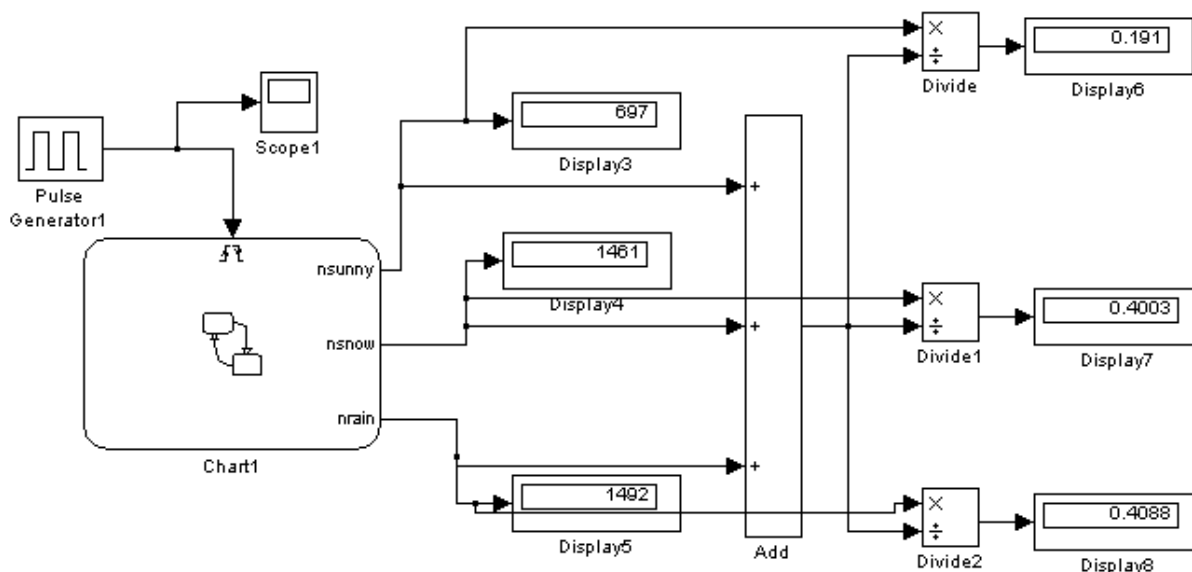 0.191
Divide
Display6
697
Scope1
Display3
Pulse
Generator1
+
1461
nsunny
Display4
×
÷
0.4003
+
nsnow
Divide1
Display7
nrain
+
Chart1
1492
×
÷
0.4088
Display5
Add
Divide2
Display8
×
÷